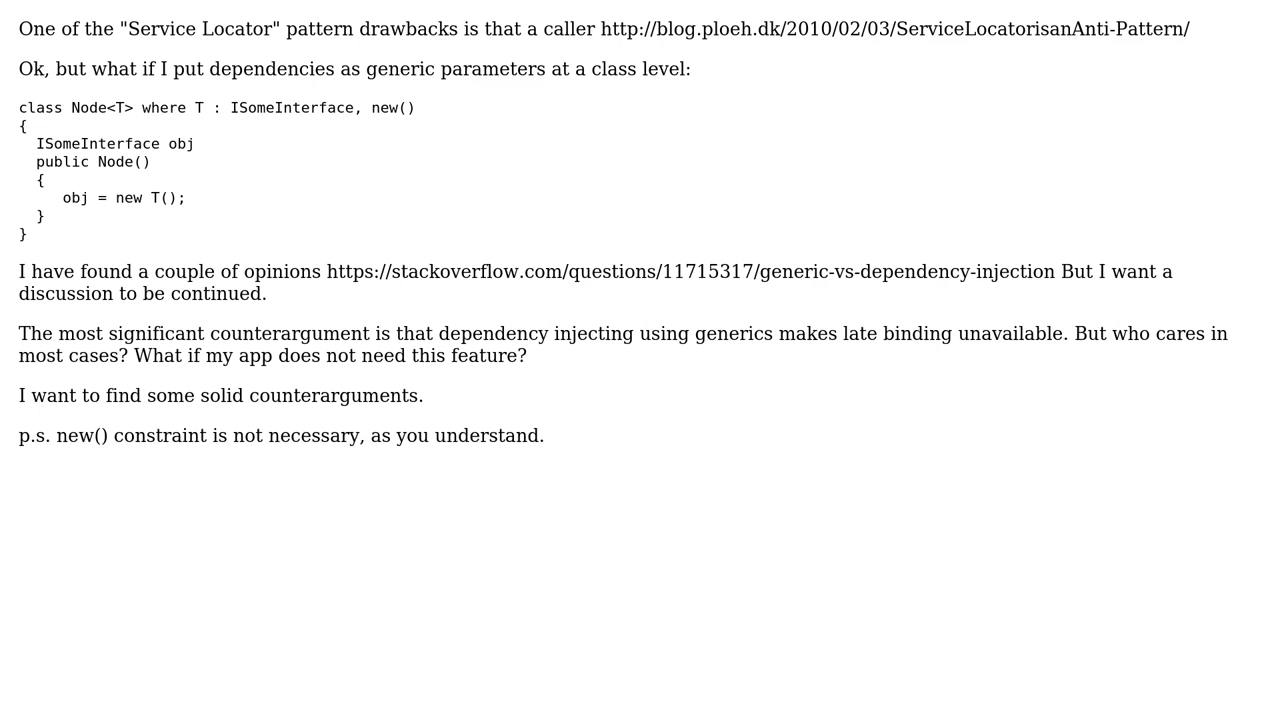 One of the "Service Locator" pattern drawbacks is that a caller http://blog.ploeh.dk/2010/02/03/ServiceLocatorisanAnti-Pattern/
Ok, but what if I put dependencies as generic parameters at a class level:
class Node<T> where T : ISomeInterface, new()
{
  ISomeInterface obj
  public Node()
  {
     obj = new T();
  }
}
I have found a couple of opinions https://stackoverflow.com/questions/11715317/generic-vs-dependency-injection But I want a
discussion to be continued.
The most significant counterargument is that dependency injecting using generics makes late binding unavailable. But who cares in
most cases? What if my app does not need this feature?
I want to find some solid counterarguments.
p.s. new() constraint is not necessary, as you understand.